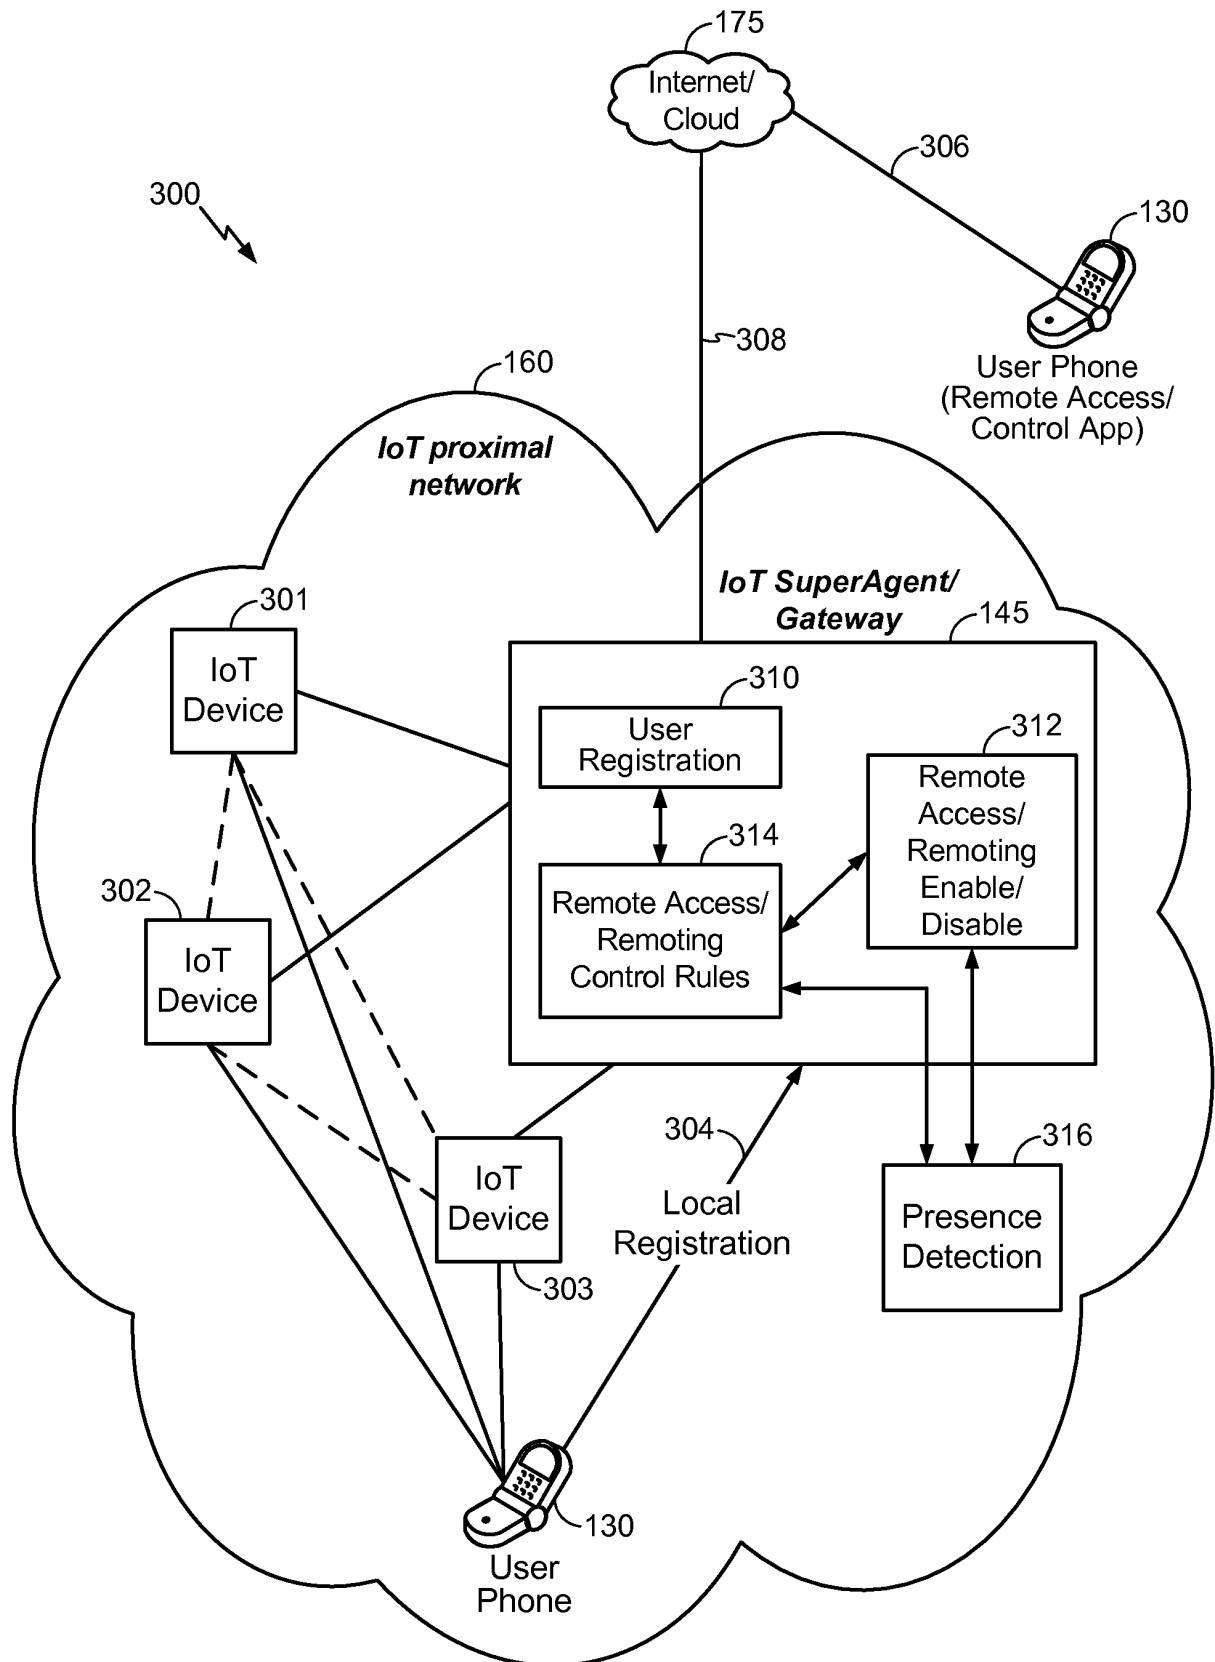 175
Internet/
Cloud
306
300
130
308
User Phone
(Remote Access/
Control App)
160
IoT proximal
network
IoT SuperAgent/
Gateway
145
301
IoT
Device
310
User
Registration
312
Remote
Access/
Remoting
Enable/
Disable
314
Remote Access/
Remoting
Control Rules
302
IoT
Device
304
316
IoT
Device
303
Local
Registration
Presence
Detection
130
User
Phone